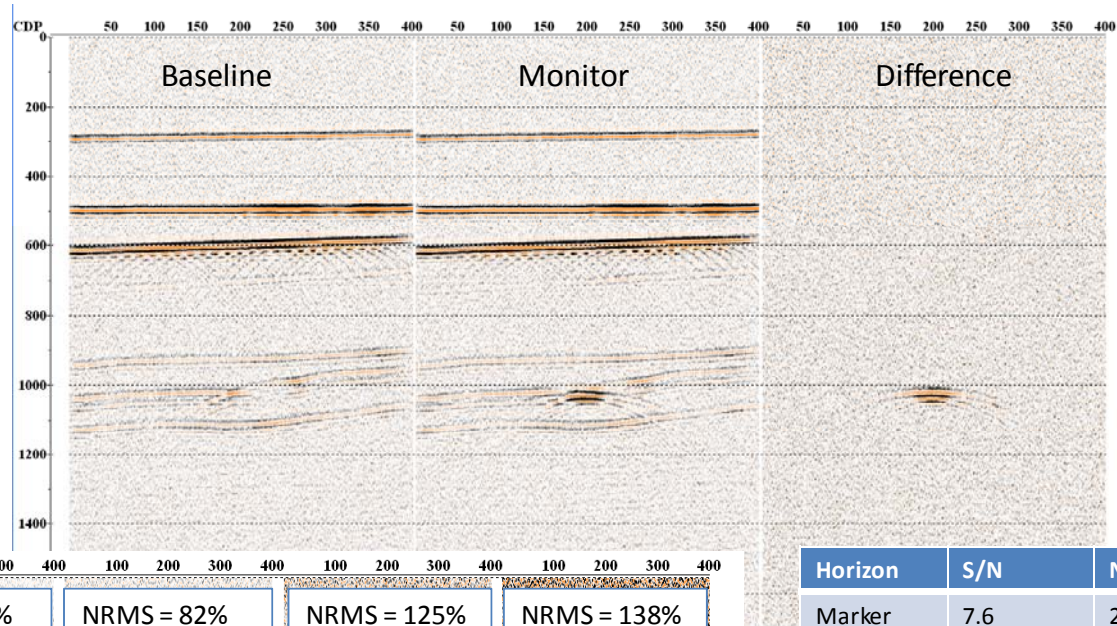 CDP 50 100 150 200 250 300 350 400 50 100 150 200 250 300 350 400 50 100 150 200 250 300 350 400
0
Baseline Monitor Difference
200
400
600
800
1000
1200
1400
400 100 200 300 400 100 200 300 400 100 200 300 400
% NRMS = 82% NRMS = 125% NRMS = 138%
Horizon S/N
Marker 7.6